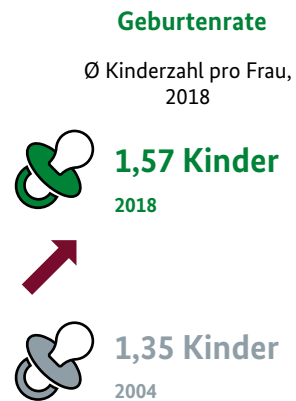 Geburtenrate
Ø Kinderzahl pro Frau,
2018
1,57 Kinder
2018
1,35 Kinder
2004